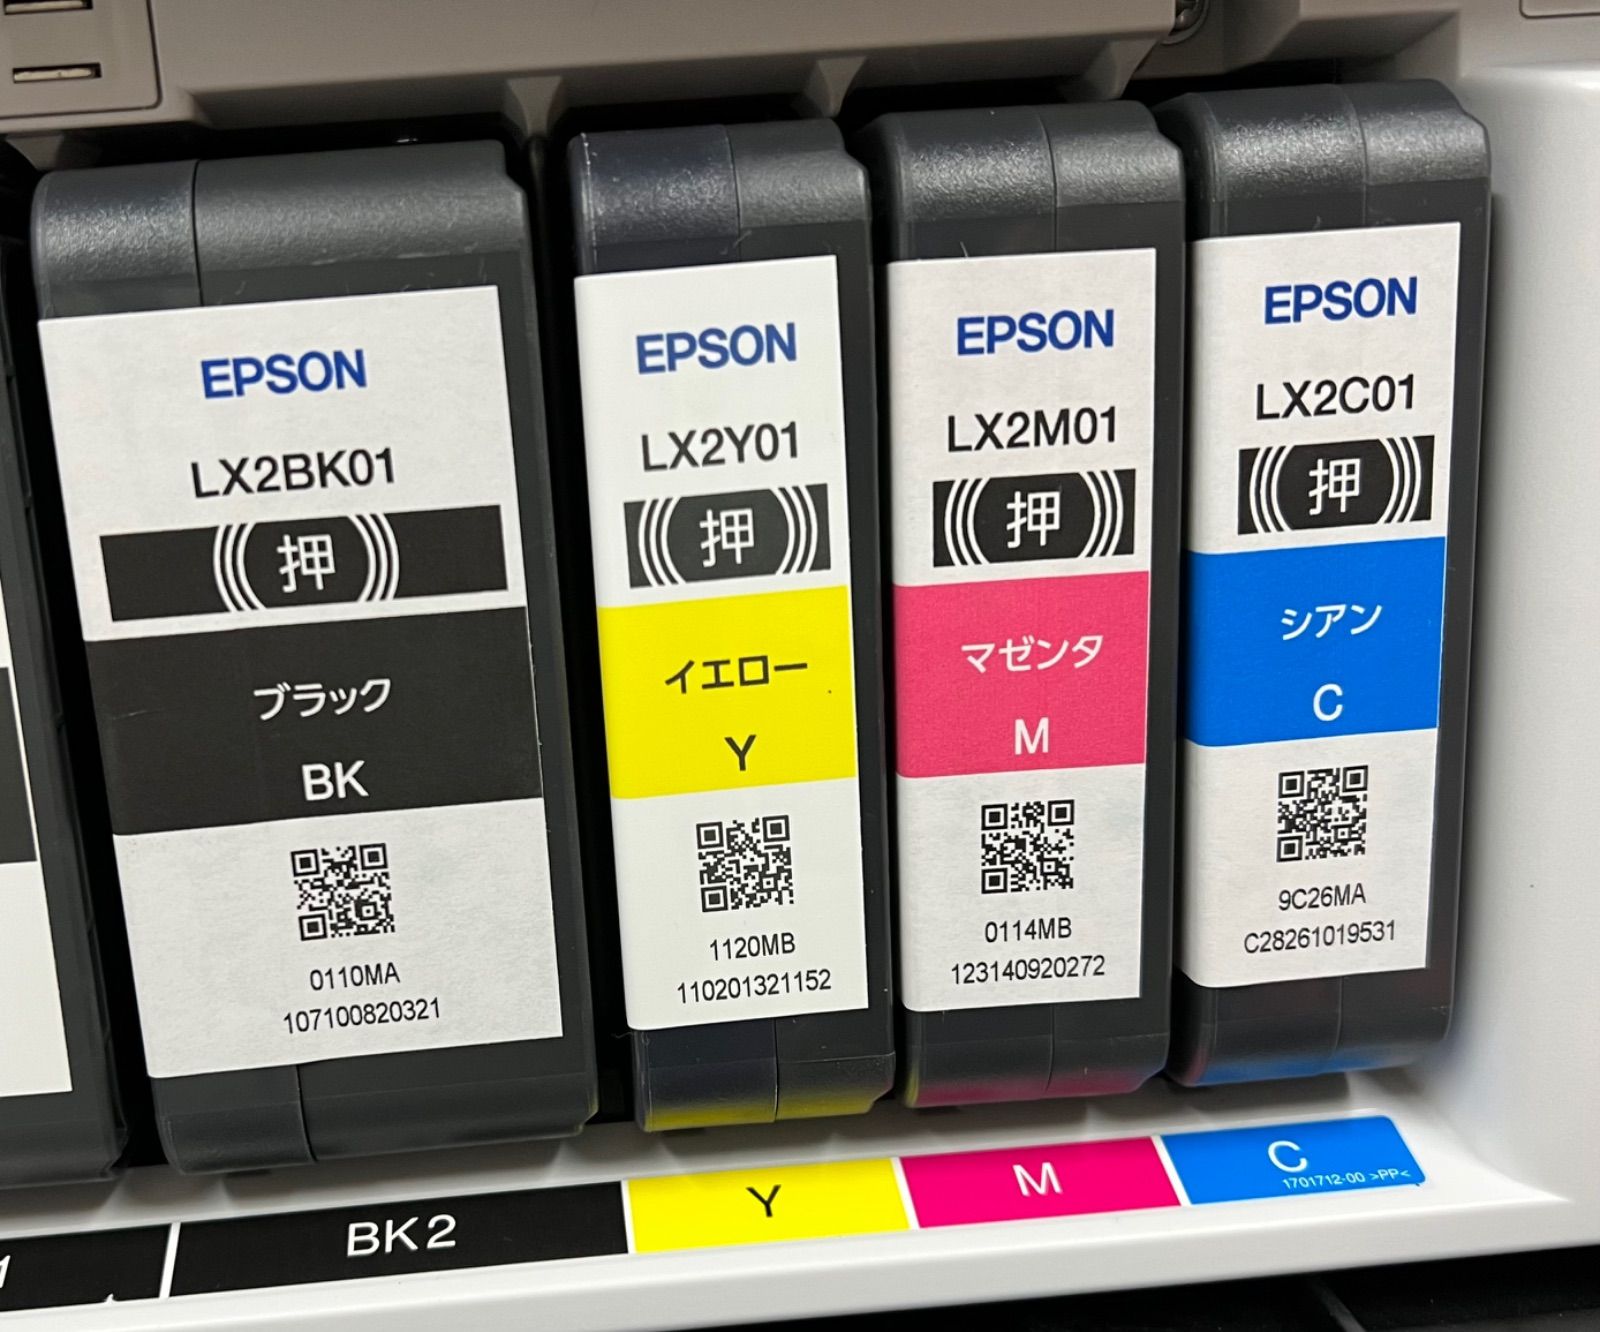 EPSON
LX2BK01
押
ブラック
BK
0110MA
107100820321
EPSON
LX2Y01
押
イエロー
Y
1120MB
110201321152
EPSON
LX2M01
押
マゼンタ
M
0114MB
123140920272
EPSON
LX2C01
押
シアン
C
9C26MA
C28261019531
BK2
Y
M
C
1701712-00 >PP<